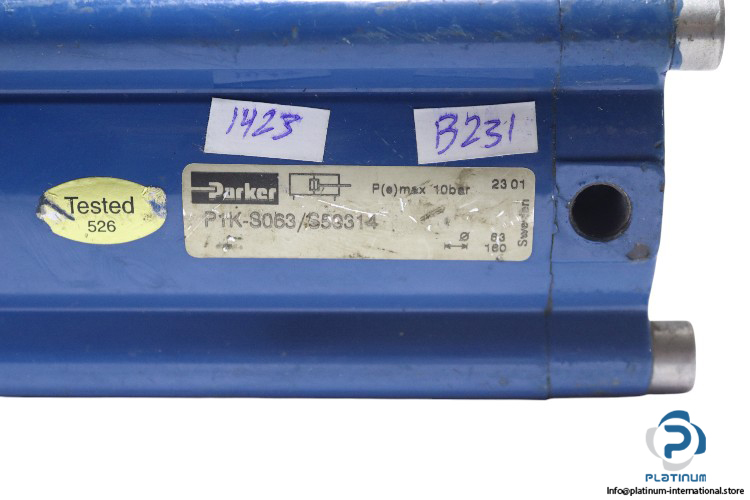 1423
B231
Parker
P(e)max 10bar
23 01
P1K-S063/S53314
Ø 63
160
Sweden
Tested
526
PLATINUM
Info@platinum-international.store